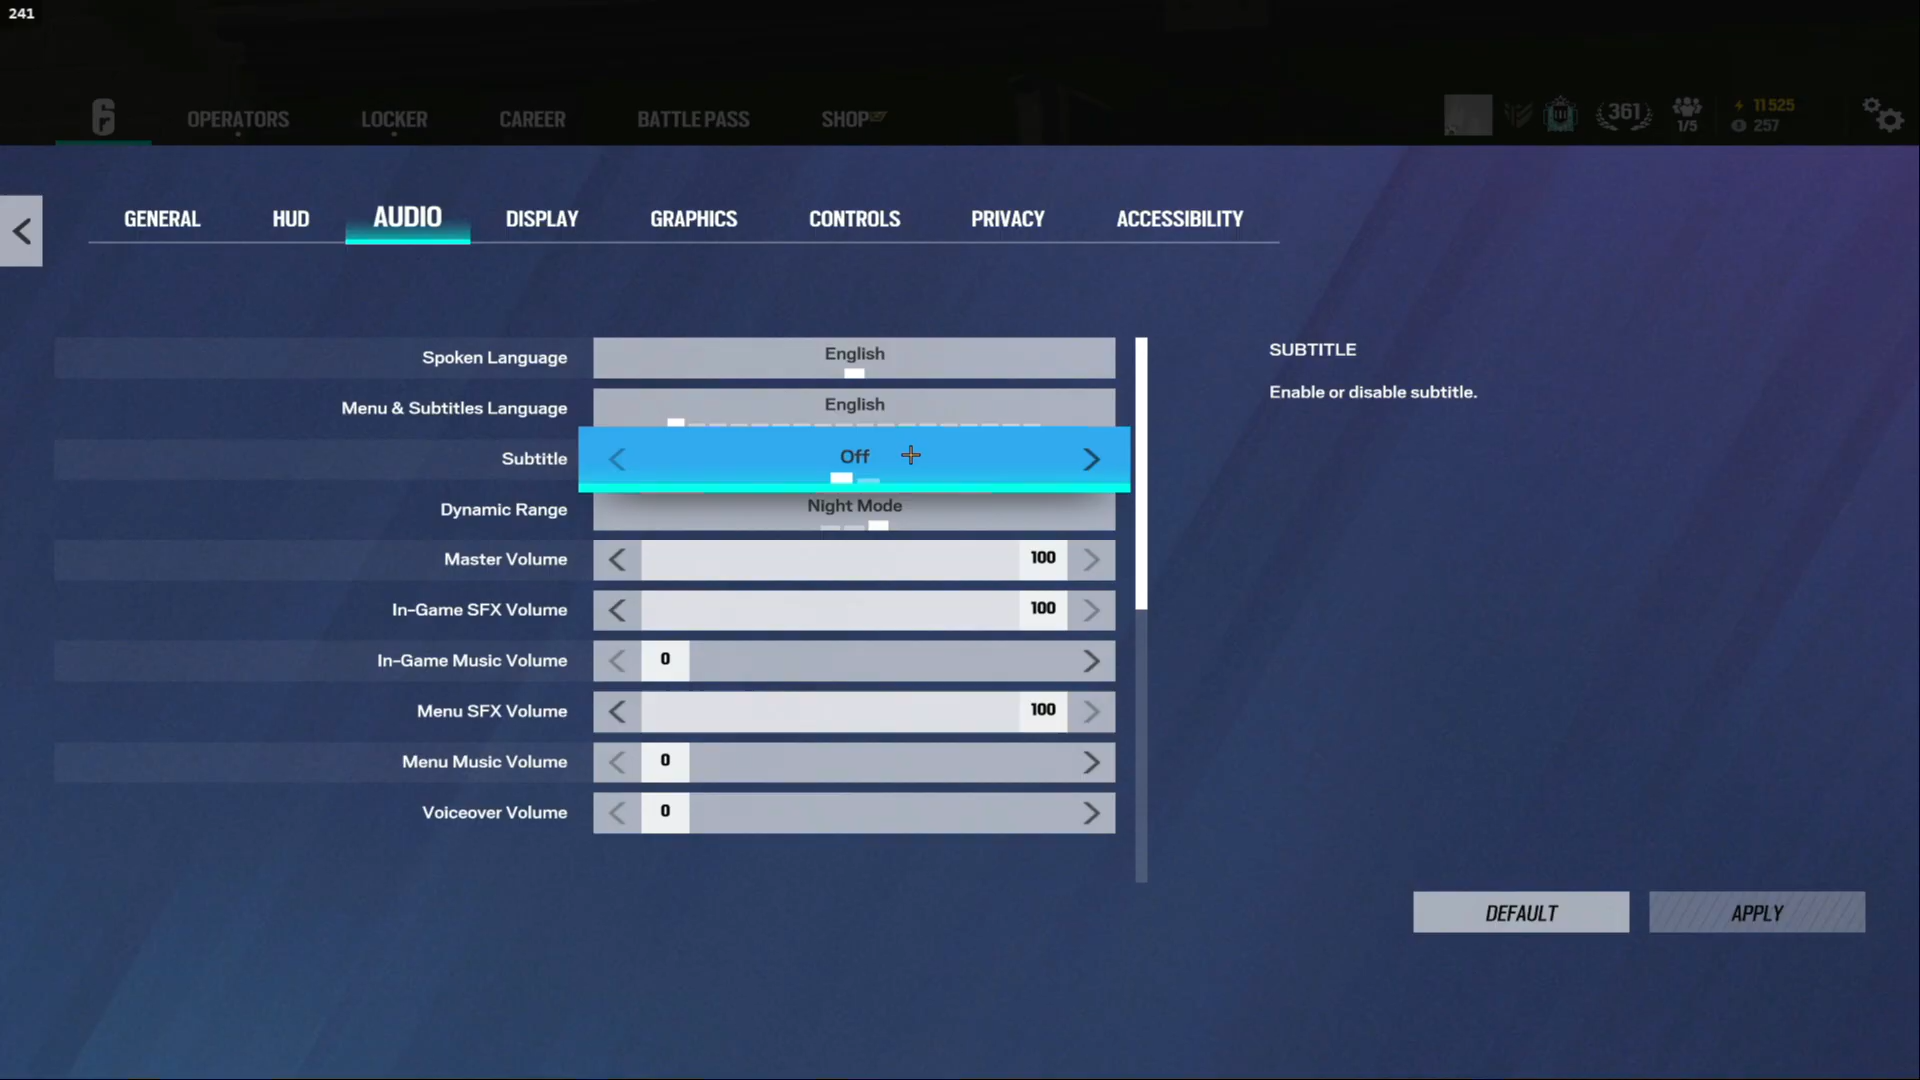 241
OPERATORS
LOCKER
CAREER
BATTLE PASS
SHOP
361
1/5
11 525
257
GENERAL
HUD
AUDIO
DISPLAY
GRAPHICS
CONTROLS
PRIVACY
ACCESSIBILITY
Spoken Language
English
SUBTITLE
Enable or disable subtitle.
Menu & Subtitles Language
English
Subtitle
Off
Dynamic Range
Night Mode
Master Volume
100
In-Game SFX Volume
100
In-Game Music Volume
0
Menu SFX Volume
100
Menu Music Volume
0
Voiceover Volume
0
DEFAULT
APPLY